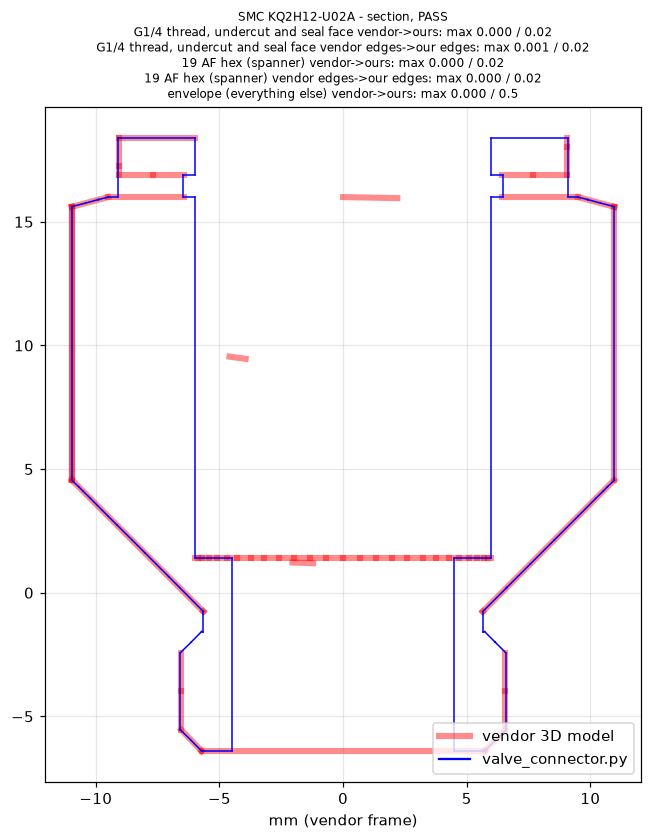 SMC KQ2H12-U02A - section, PASS
G1/4 thread, undercut and seal face vendor->ours: max 0.000 / 0.02
G1/4 thread, undercut and seal face vendor edges->our edges: max 0.001 / 0.02
19 AF hex (spanner) vendor->ours: max 0.000 / 0.02
19 AF hex (spanner) vendor edges->our edges: max 0.000 / 0.02
envelope (everything else) vendor->ours: max 0.000 / 0.5
15
10
5
0
−5
vendor 3D model
valve_connector.py
−10 −5 0 5 10
mm (vendor frame)